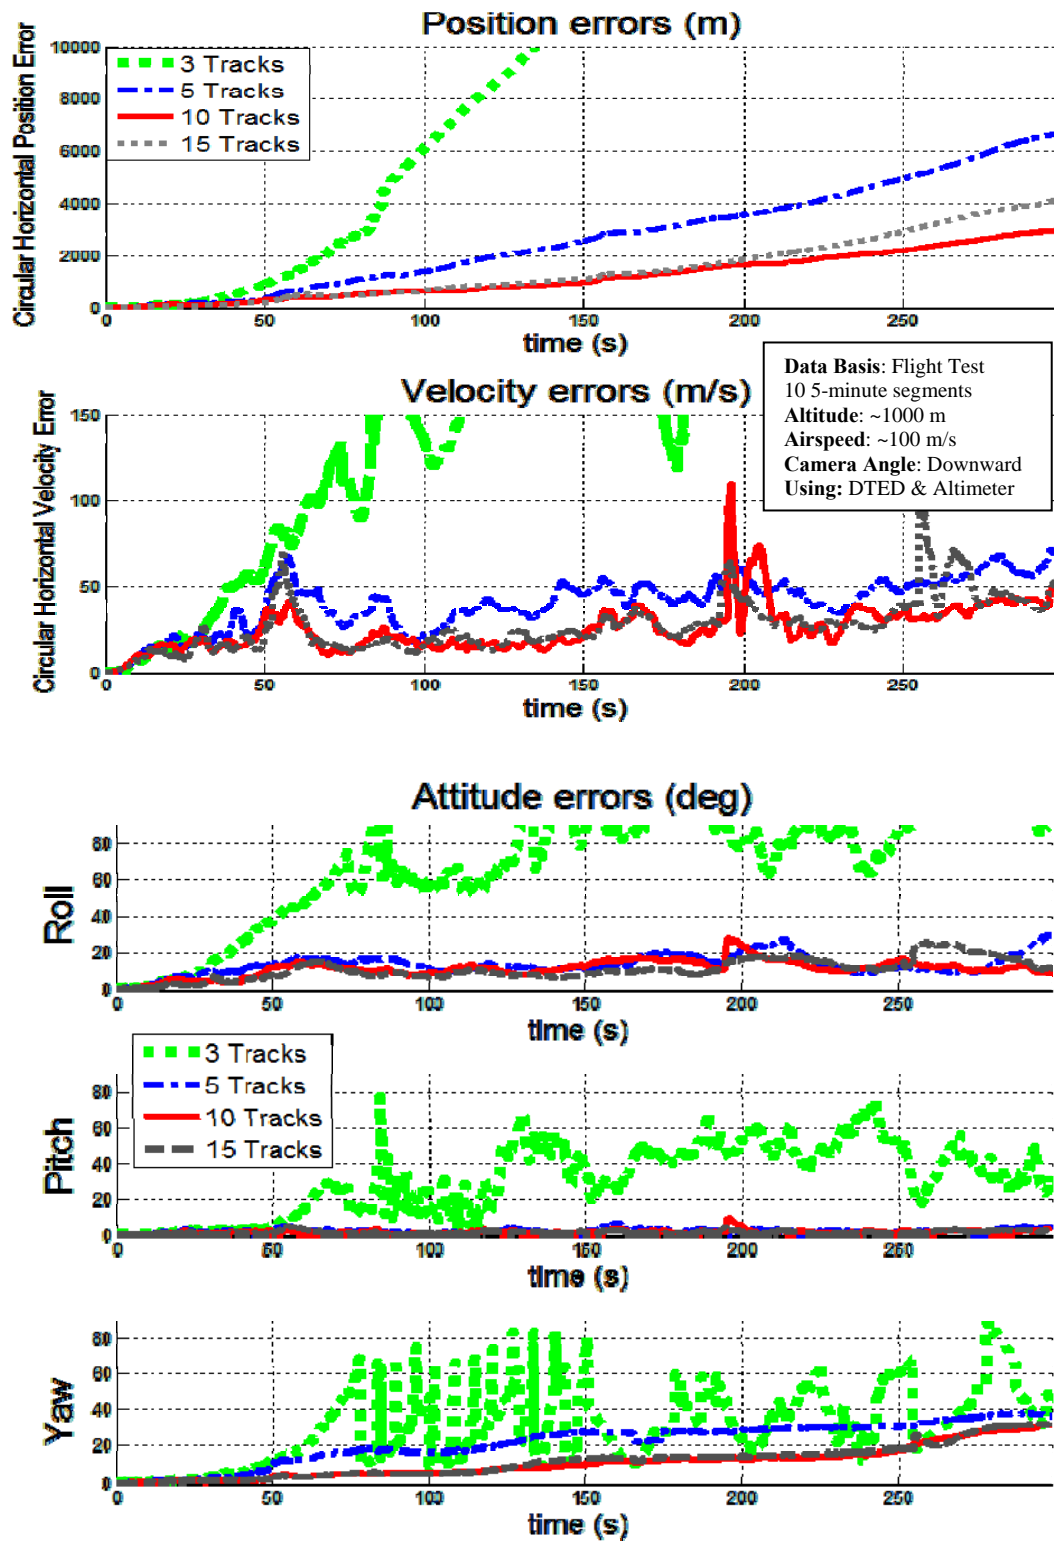 Position errors (m)
Circular Horizontal Position Error
10000
8000
6000
4000
2000
0
3 Tracks
5 Tracks
10 Tracks
15 Tracks
0 50 100 150 200 250
time (s)
Data Basis: Flight Test
10 5-minute segments
Altitude: ~1000 m
Airspeed: ~100 m/s
Camera Angle: Downward
Using: DTED & Altimeter
Velocity errors (m/s)
Circular Horizontal Velocity Error
150
100
50
0
0 50 100 150 200 250
time (s)
Attitude errors (deg)
Roll
80
60
40
20
0
0 50 100 150 200 250
time (s)
3 Tracks
5 Tracks
10 Tracks
15 Tracks
Pitch
80
60
40
20
0
0 50 100 150 200 250
time (s)
Yaw
80
60
40
20
0
0 50 100 150 200 250
time (s)